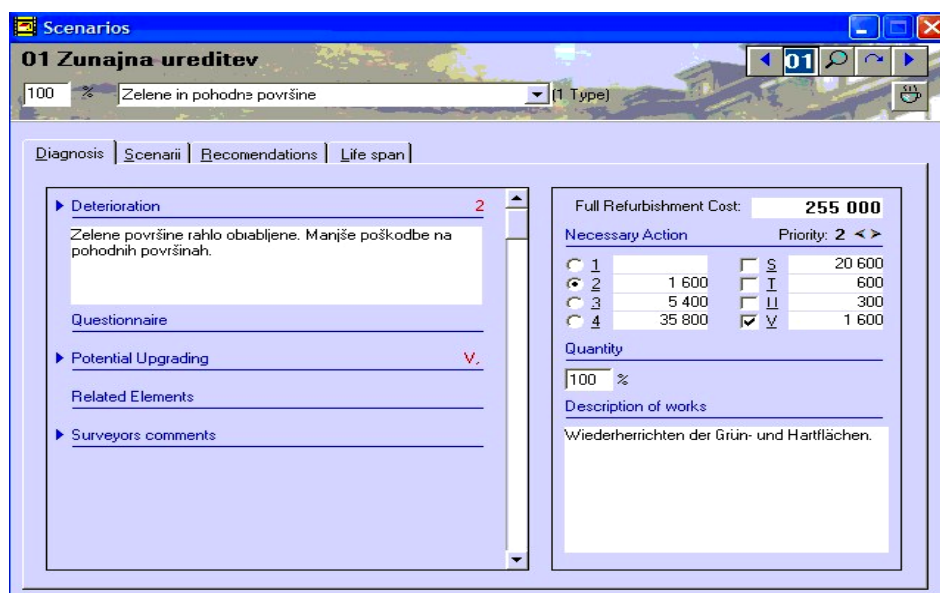 Scenarios
01 Zunajna ureditev
01
100 % Zelene in pohodne površine (1 Type)
Diagnosis Scenarii Recomendations Life span
Deterioration 2
Zelene površine rahlo obrabljene. Manjše poškodbe na
pohodnih površinah.
Questionnaire
Potential Upgrading V,
Related Elements
Surveyors comments
Full Refurbishment Cost: 255 000
Necessary Action Priority: 2 < >
1 S 20 600
2 1 600 T 600
3 5 400 U 300
4 35 800 V 1 600
Quantity
100 %
Description of works
Wiederherrichten der Grün- und Hartflächen.